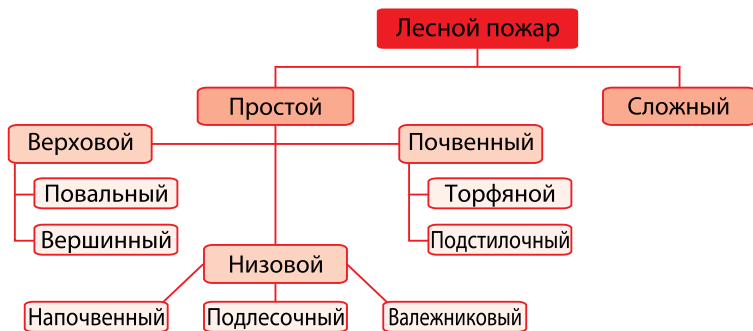 Лесной пожар
Простой
Сложный
Верховой
Почвенный
Повальный
Торфяной
Вершинный
Подстилочный
Низовой
Напочвенный
Подлесочный
Валежниковый